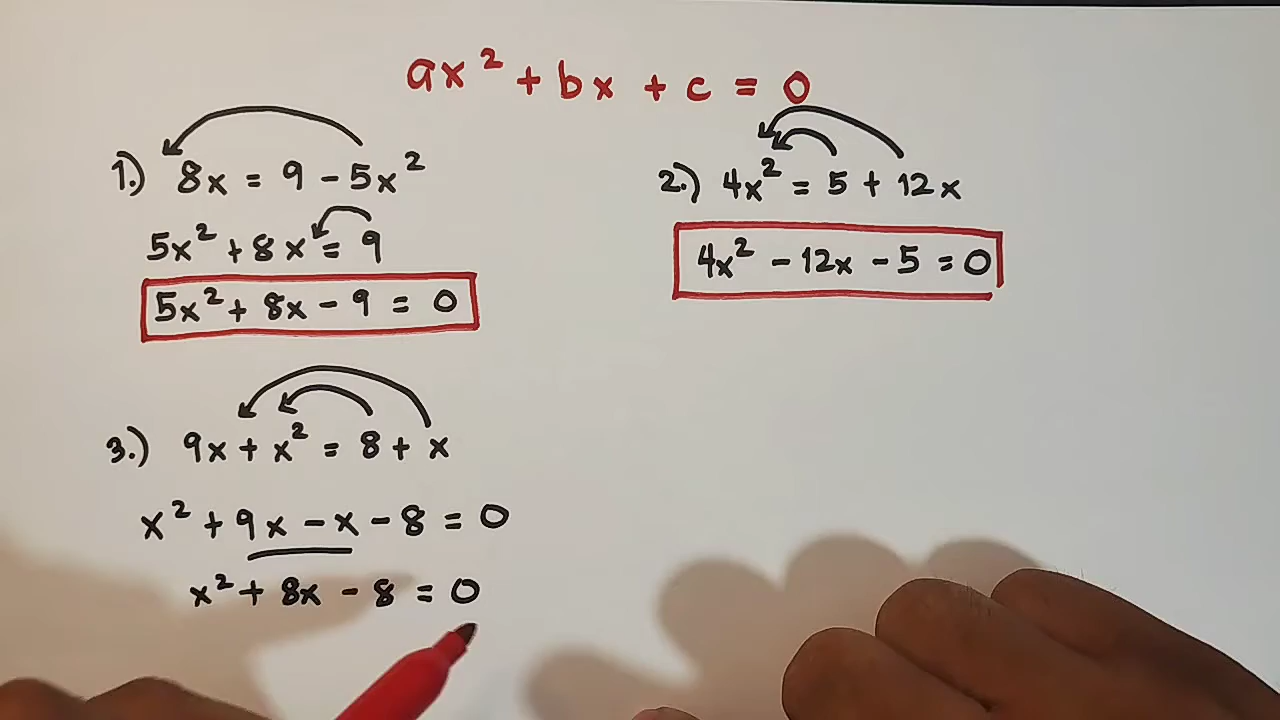 ax² + bx + c = 0
1.) 8x = 9 - 5x²
5x² + 8x = 9
5x² + 8x - 9 = 0
2.) 4x² = 5 + 12x
4x² - 12x - 5 = 0
3.) 9x + x² = 8 + x
x² + 9x - x - 8 = 0
x² + 8x - 8 = 0